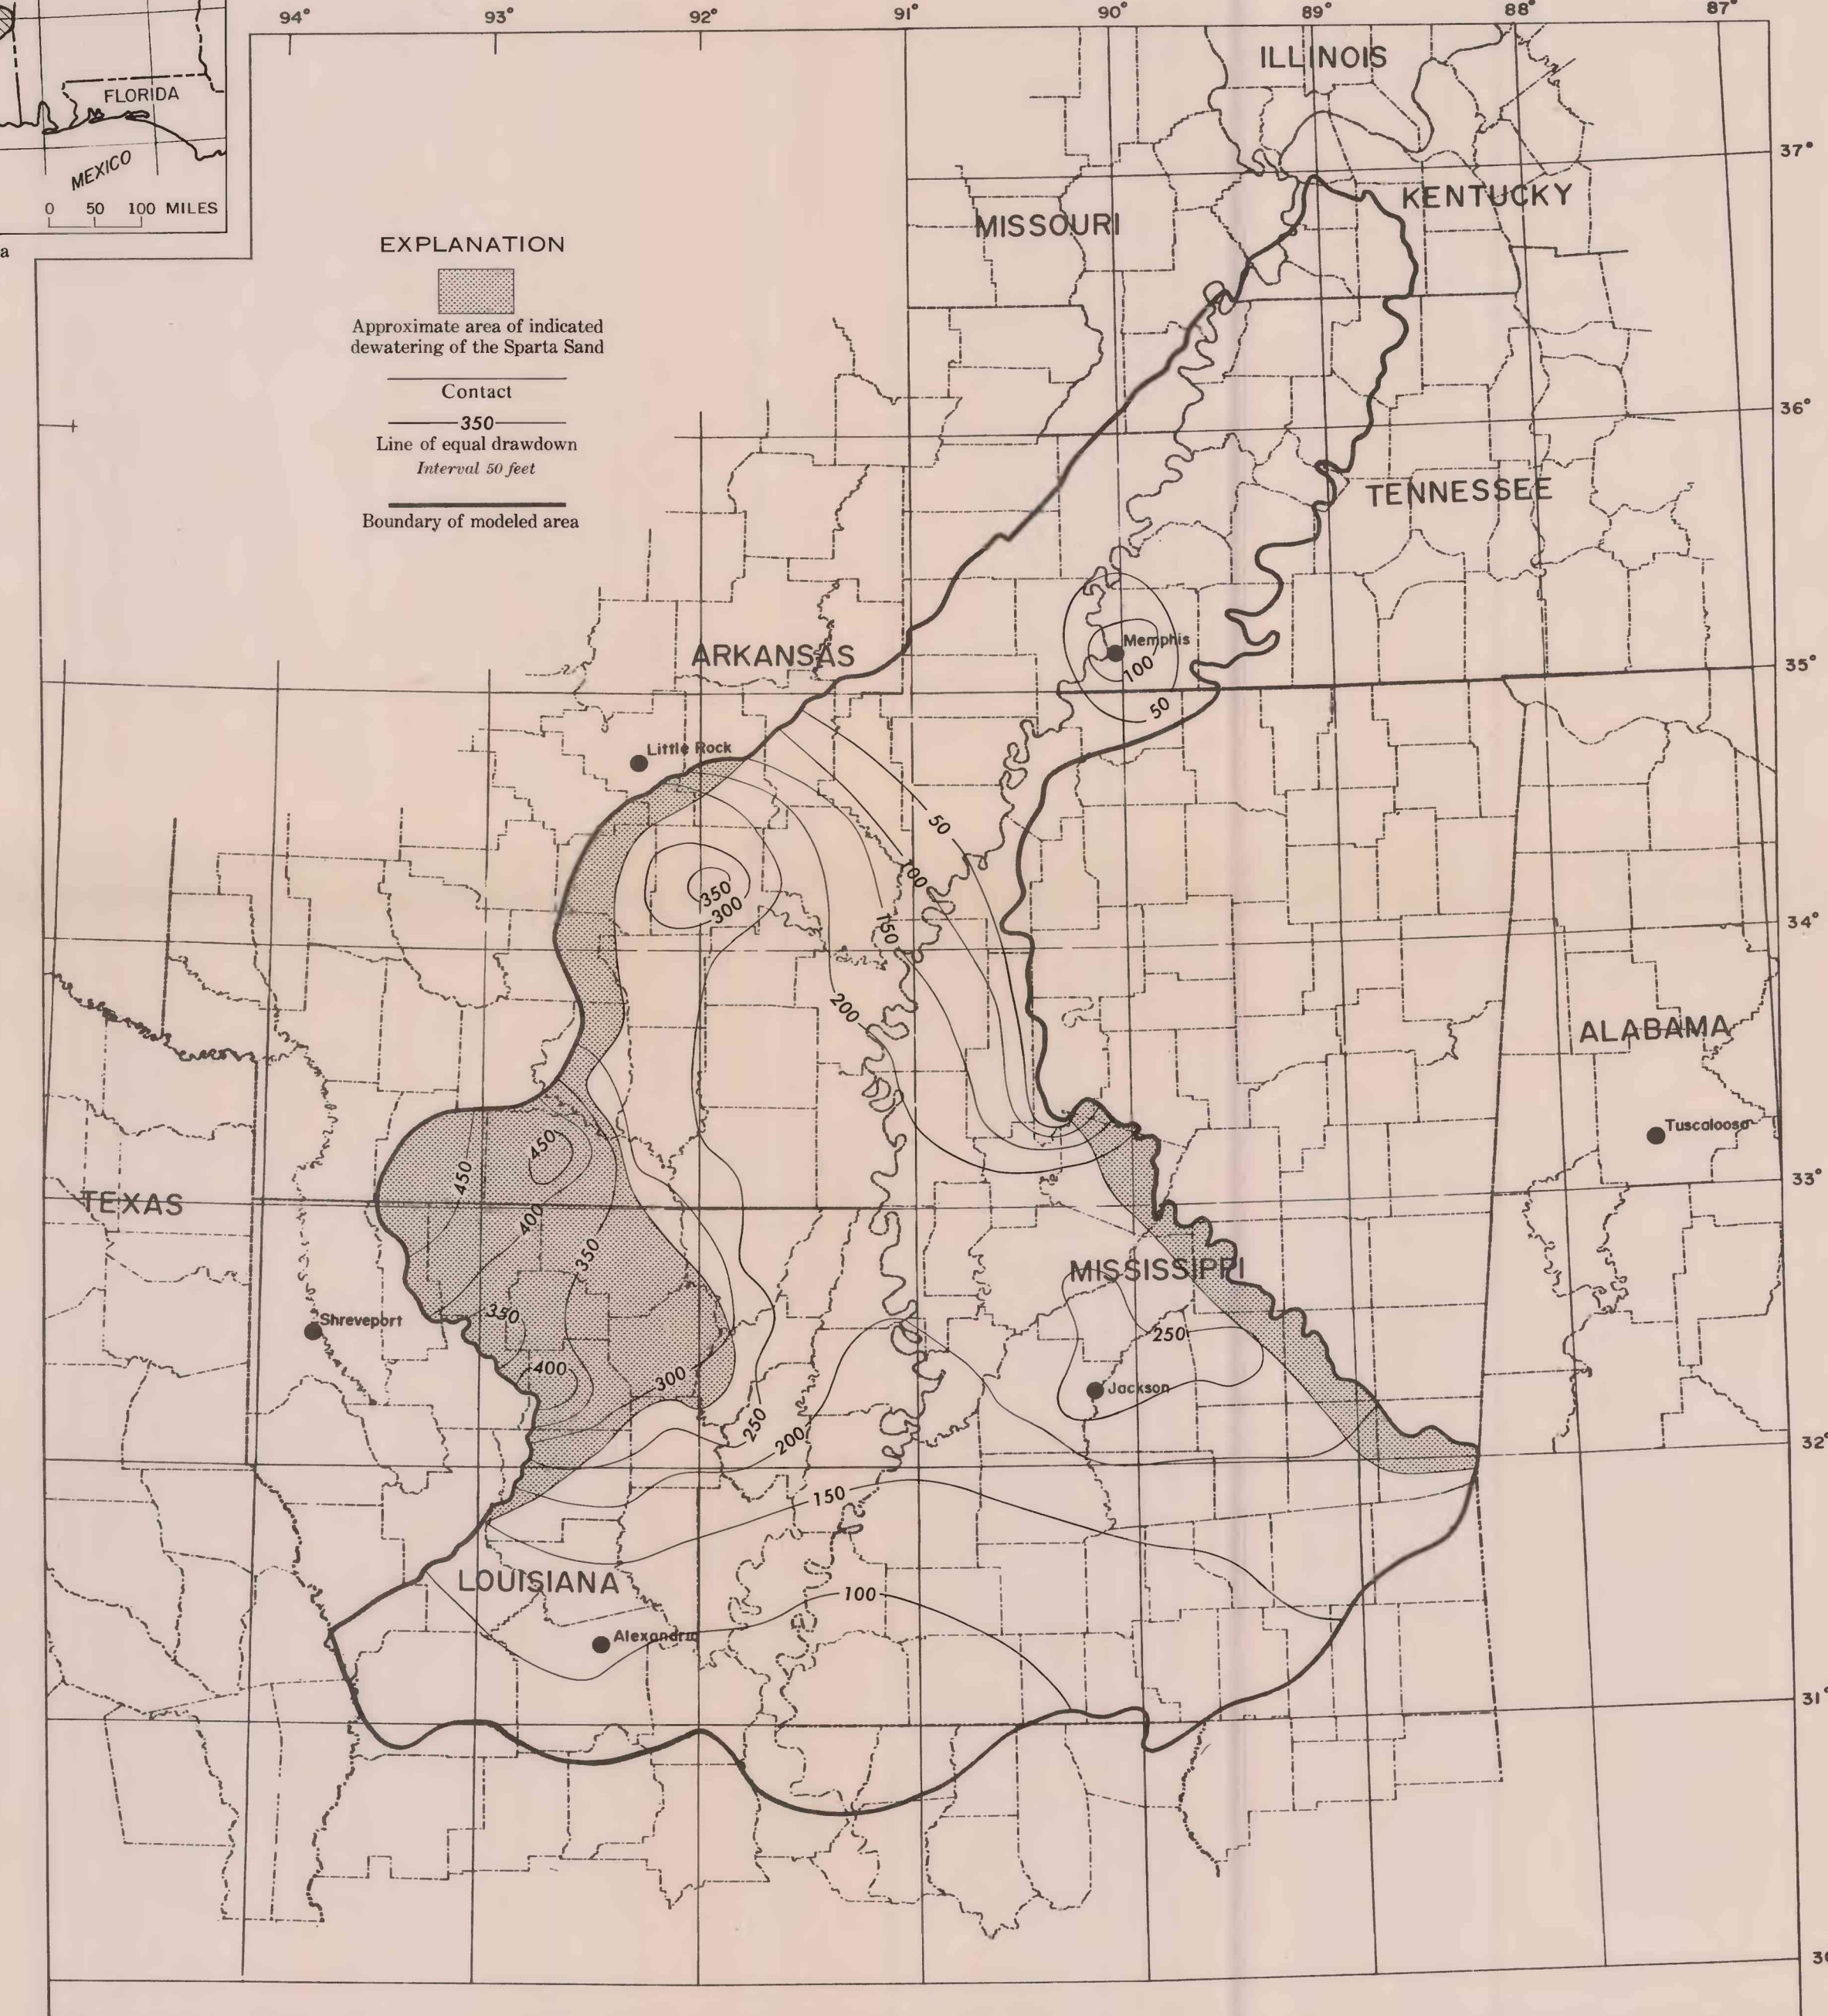 94°
93°
92°
91°
90°
89°
88°
87°
FLORIDA
MEXICO
0 50 100 MILES
a
EXPLANATION
Approximate area of indicated
dewatering of the Sparta Sand
Contact
350
Line of equal drawdown
Interval 50 feet
Boundary of modeled area
ILLINOIS
37°
KENTUCKY
MISSOURI
36°
TENNESSEE
Memphis
100
ARKANSAS
35°
50
Little Rock
50
100
350
300
150
34°
200
ALABAMA
Tuscaloosa
450
450
33°
TEXAS
400
350
MISSISSIPPI
350
Shreveport
250
400
300
Jackson
250
200
32°
150
LOUISIANA
100
Alexandria
31°
30